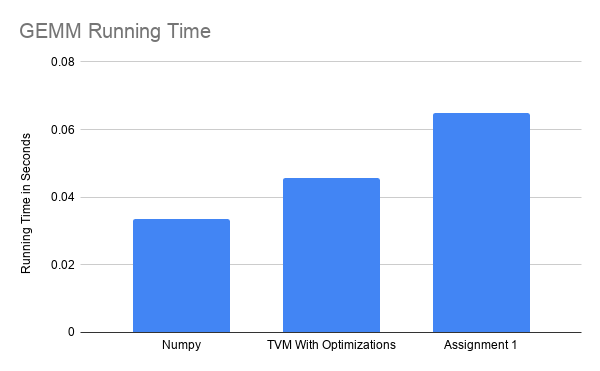 GEMM Running Time
Running Time in Seconds
0.08
0.06
0.04
0.02
0
Numpy
TVM With Optimizations
Assignment 1